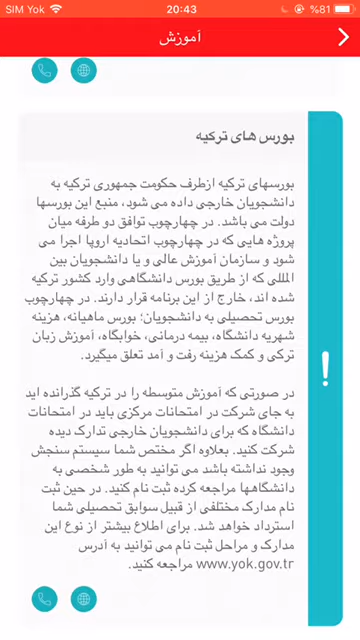 SIM Yok 20:43 %81
آموزش
بورس های ترکیه
بورسهای ترکیه ازطرف حکومت جمهوری ترکیه به
دانشجویان خارجی داده می شود، منبع این بورسها
دولت می باشد. در چهارچوب توافق دو طرفه میان
پروژه هایی که در چهارچوب اتحادیه اروپا اجرا می
شود و سازمان آموزش عالی و یا دانشجویان بین
المللی که از طریق بورس دانشگاهی وارد کشور ترکیه
شده اند، خارج از این برنامه قرار دارند. در چهارچوب
بورس تحصیلی به دانشجویان؛ بورس ماهیانه، هزینه
شهریه دانشگاه، بیمه درمانی، خوابگاه، آموزش زبان
ترکی و کمک هزینه رفت و آمد تعلق میگیرد.
در صورتی که آموزش متوسطه را در ترکیه گذرانده اید
به جای شرکت در امتحانات مرکزی باید در امتحانات
دانشگاه که برای دانشجویان خارجی تدارک دیده
شرکت کنید. بعلاوه اگر مختص شما سیستم سنجش
وجود نداشته باشد می توانید به طور شخصی به
دانشگاهها مراجعه کرده ثبت نام کنید. در حین ثبت
نام مدارک مختلفی از قبیل سوابق تحصیلی شما
استرداد خواهد شد. برای اطلاع بیشتر از نوع این
مدارک و مراحل ثبت نام می توانید به آدرس
www.yok.gov.tr مراجعه کنید.